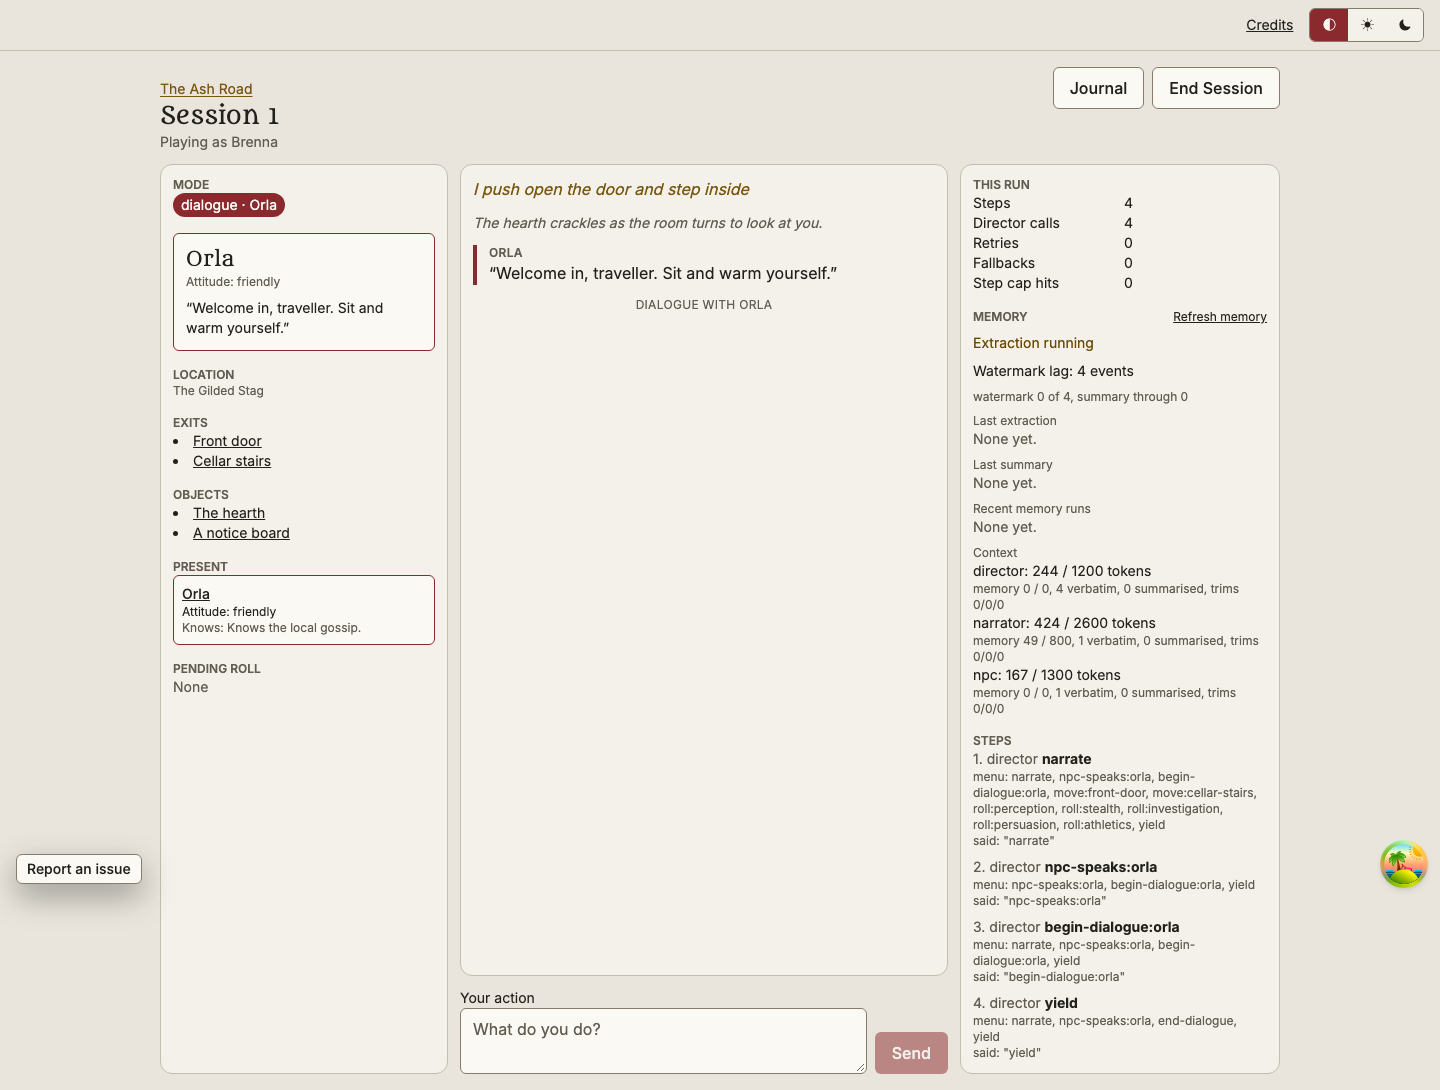 Credits
The Ash Road
Session 1
Playing as Brenna
Journal
End Session
MODE
dialogue · Orla
Orla
Attitude: friendly
“Welcome in, traveller. Sit and
warm yourself.”
LOCATION
The Gilded Stag
EXITS
Front door
Cellar stairs
OBJECTS
The hearth
A notice board
PRESENT
Orla
Attitude: friendly
Knows: Knows the local gossip.
PENDING ROLL
None
I push open the door and step inside
The hearth crackles as the room turns to look at you.
ORLA
“Welcome in, traveller. Sit and warm yourself.”
DIALOGUE WITH ORLA
Your action
What do you do?
Send
THIS RUN
Steps 4
Director calls 4
Retries 0
Fallbacks 0
Step cap hits 0
MEMORY Refresh memory
Extraction running
Watermark lag: 4 events
watermark 0 of 4, summary through 0
Last extraction
None yet.
Last summary
None yet.
Recent memory runs
None yet.
Context
director: 244 / 1200 tokens
memory 0 / 0, 4 verbatim, 0 summarised, trims
0/0/0
narrator: 424 / 2600 tokens
memory 49 / 800, 1 verbatim, 0 summarised, trims
0/0/0
npc: 167 / 1300 tokens
memory 0 / 0, 1 verbatim, 0 summarised, trims
0/0/0
STEPS
1. director narrate
menu: narrate, npc-speaks:orla, begin-
dialogue:orla, move:front-door, move:cellar-stairs,
roll:perception, roll:stealth, roll:investigation,
roll:persuasion, roll:athletics, yield
said: "narrate"
2. director npc-speaks:orla
menu: npc-speaks:orla, begin-dialogue:orla, yield
said: "npc-speaks:orla"
3. director begin-dialogue:orla
menu: narrate, npc-speaks:orla, begin-
dialogue:orla, yield
said: "begin-dialogue:orla"
4. director yield
menu: narrate, npc-speaks:orla, end-dialogue,
yield
said: "yield"
Report an issue